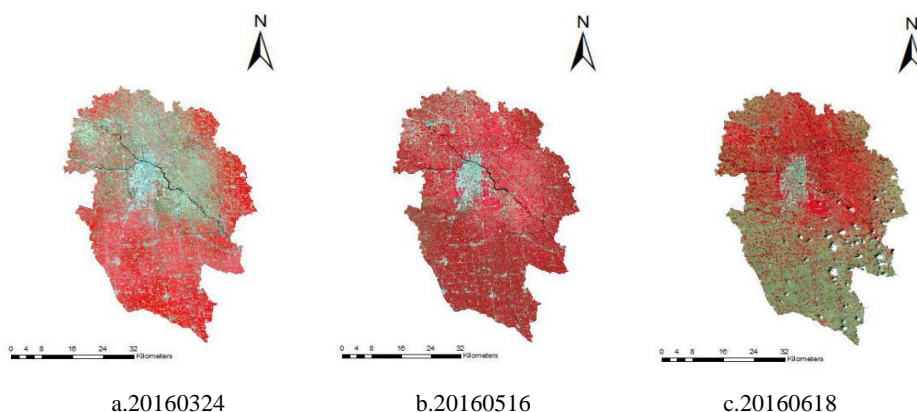 N
N
N
0 4 8 16 24 32
Kilometers
0 4 8 16 24 32
Kilometers
0 4 8 16 24 32
Kilometers
a.20160324
b.20160516
c.20160618